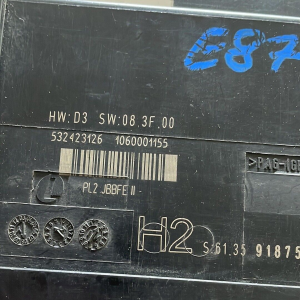 E87
HW:D3 SW:08.3F.00
532423126 1060001155
>PA6-(G
PL2 JBBFE II -
H2 S:61.35 91875